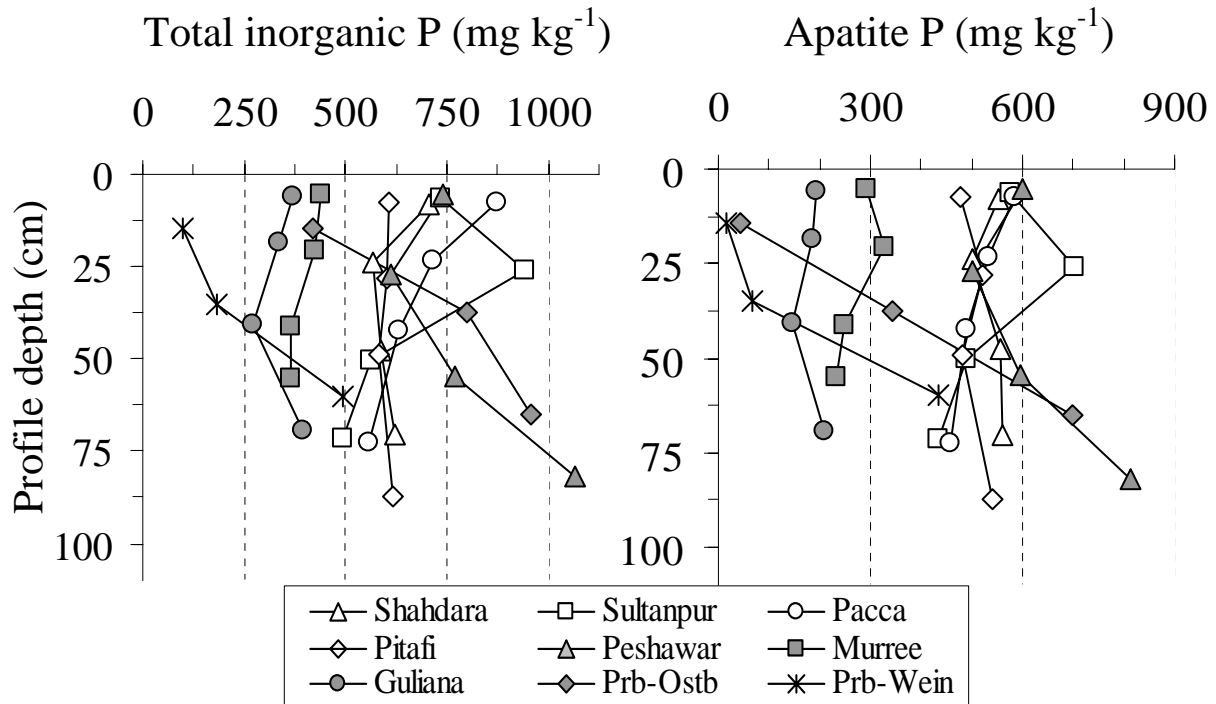 Total inorganic P (mg kg⁻¹)
0 250 500 750 1000
Profile depth (cm)
0
25
50
75
100
Apatite P (mg kg⁻¹)
0 300 600 900
0
25
50
75
100
Shahdara Sultanpur Pacca
Pitafi Peshawar Murree
Guliana Prb-Ostb Prb-Wein